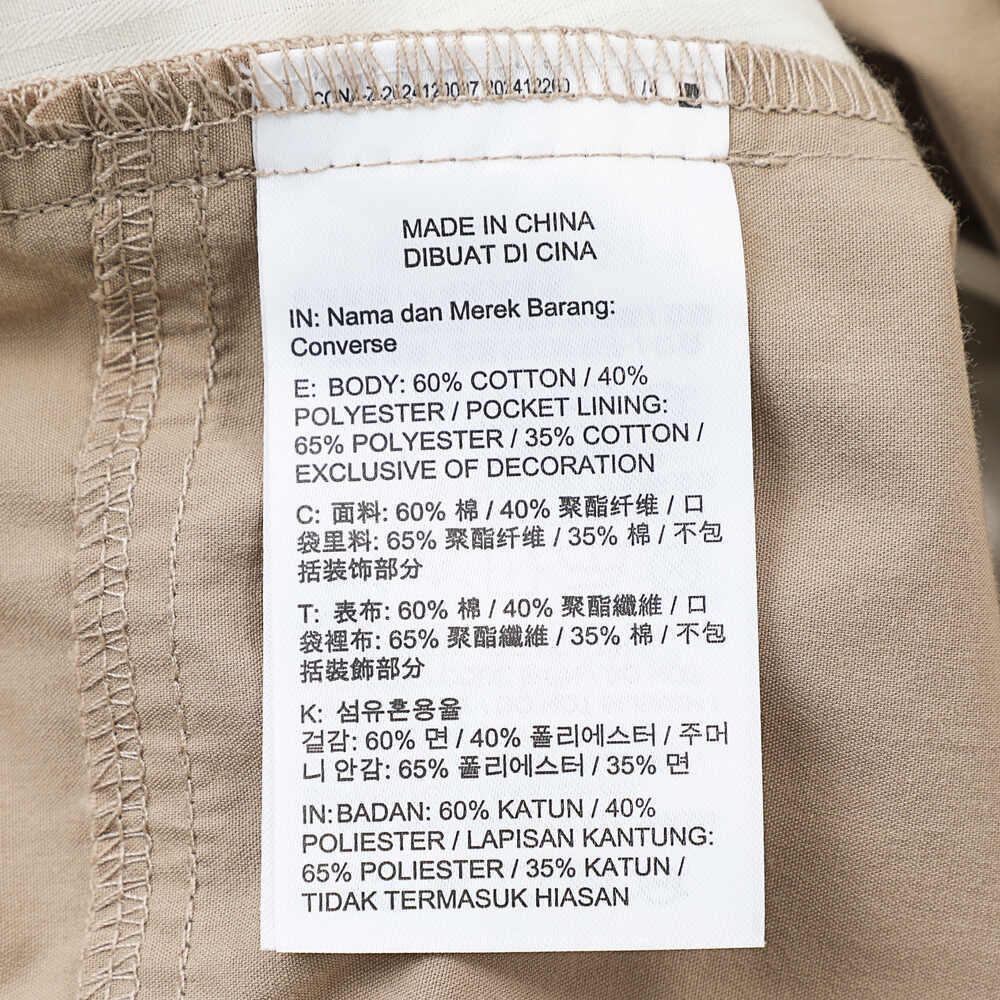 MADE IN CHINA
DIBUAT DI CINA
IN: Nama dan Merek Barang:
Converse
E: BODY: 60% COTTON / 40%
POLYESTER / POCKET LINING:
65% POLYESTER / 35% COTTON /
EXCLUSIVE OF DECORATION
C: 面料: 60% 棉 / 40% 聚酯纤维 / 口
袋里料: 65% 聚酯纤维 / 35% 棉 / 不包
括装饰部分
T: 表布: 60% 棉 / 40% 聚酯纖維 / 口
袋裡布: 65% 聚酯纖維 / 35% 棉 / 不包
括裝飾部分
K: 섬유혼용율
겉감: 60% 면 / 40% 폴리에스터 / 주머
니 안감: 65% 폴리에스터 / 35% 면
IN:BADAN: 60% KATUN / 40%
POLIESTER / LAPISAN KANTUNG:
65% POLIESTER / 35% KATUN /
TIDAK TERMASUK HIASAN